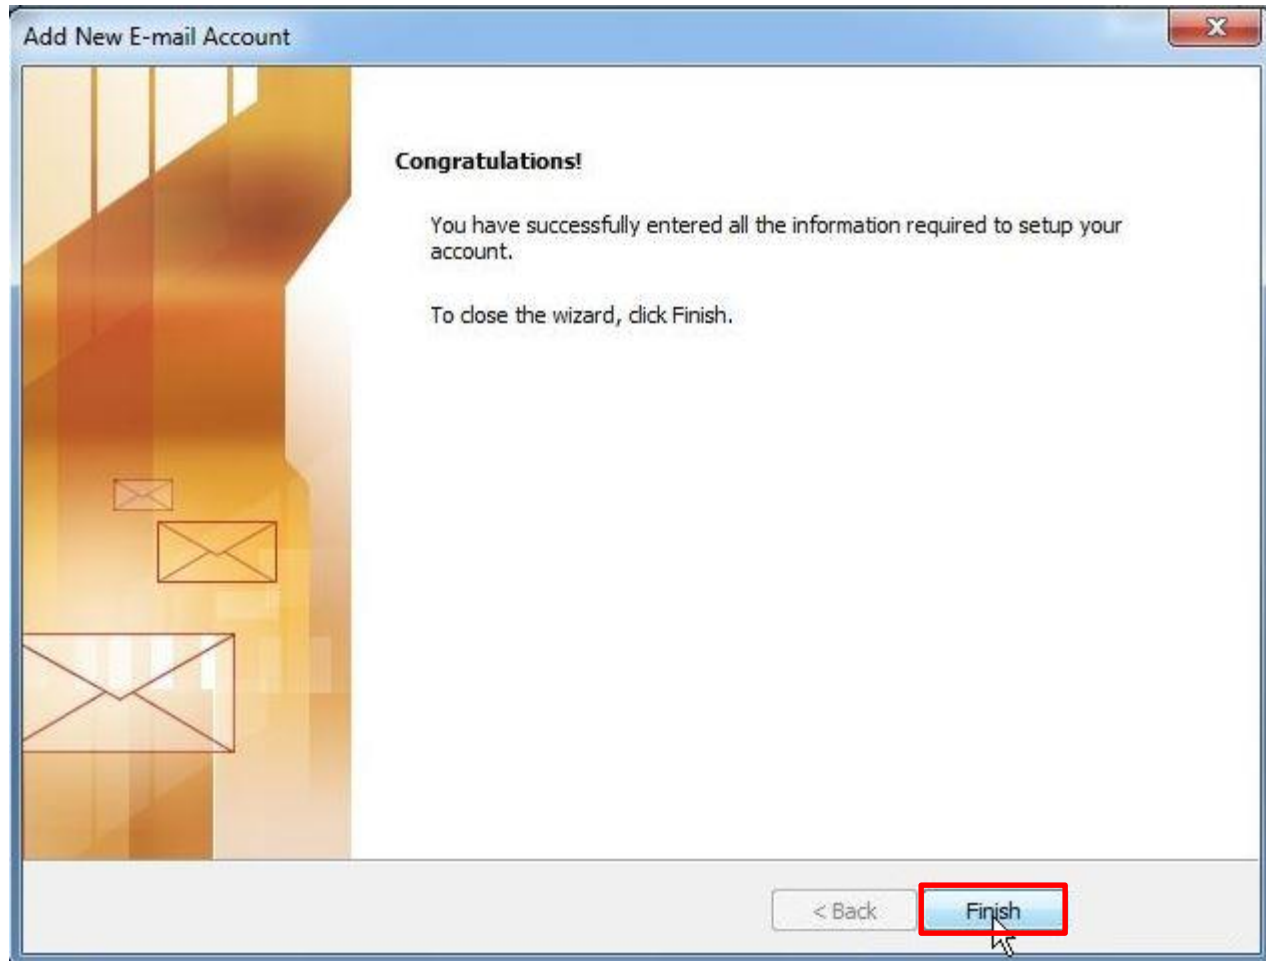 Add New E-mail Account
Congratulations!
You have successfully entered all the information required to setup your
account.
To close the wizard, click Finish.
< Back
Finish